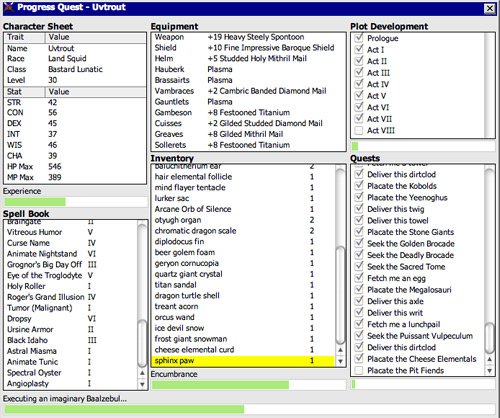 Progress Quest - Uvtrout
Character Sheet
Trait Value
Name Uvtrout
Race Land Squid
Class Bastard Lunatic
Level 30
Stat Value
STR 42
CON 56
DEX 45
INT 37
WIS 46
CHA 39
HP Max 546
MP Max 389
Experience
Spell Book
Braingate II
Vitreous Humor V
Curse Name IV
Animate Nightstand VI
Grognor's Big Day Off III
Eye of the Troglodyte V
Holy Roller I
Roger's Grand Illusion IV
Tumor (Malignant) I
Dropsy VI
Ursine Armor II
Black Idaho III
Astral Miasma I
Animate Tunic I
Spectral Oyster I
Angioplasty I
Equipment
Weapon +19 Heavy Steely Spontoon
Shield +10 Fine Impressive Baroque Shield
Helm +5 Studded Holy Mithril Mail
Hauberk Plasma
Brassairts Plasma
Vambraces +2 Cambric Banded Diamond Mail
Gauntlets Plasma
Gambeson +8 Festooned Titanium
Cuisses +2 Gilded Studded Diamond Mail
Greaves +8 Gilded Mithril Mail
Sollerets +8 Festooned Titanium
Inventory
baluchitherium ear 2
hair elemental follicle 1
mind flayer tentacle 1
lurker sac 1
Arcane Orb of Silence 1
otyugh organ 2
chromatic dragon scale 2
diplodocus fin 1
beer golem foam 1
geryon cornucopia 1
quartz giant crystal 1
titan sandal 1
dragon turtle shell 1
treant acorn 1
orcus wand 1
ice devil snow 1
frost giant snowman 1
cheese elemental curd 1
sphinx paw 1
Encumbrance
Plot Development
Prologue
Act I
Act II
Act III
Act IV
Act V
Act VI
Act VII
Act VIII
Quests
Fetch me a tower
Deliver this dirtclod
Placate the Kobolds
Placate the Yeenoghus
Deliver this twig
Deliver this towel
Placate the Stone Giants
Seek the Golden Brocade
Seek the Deadly Brocade
Seek the Sacred Tome
Fetch me an egg
Placate the Megalosauri
Deliver this axle
Deliver this writ
Fetch me a lunchpail
Seek the Puissant Vulpeculum
Deliver this dirtclod
Placate the Cheese Elementals
Placate the Pit Fiends
Executing an imaginary Baalzebul...